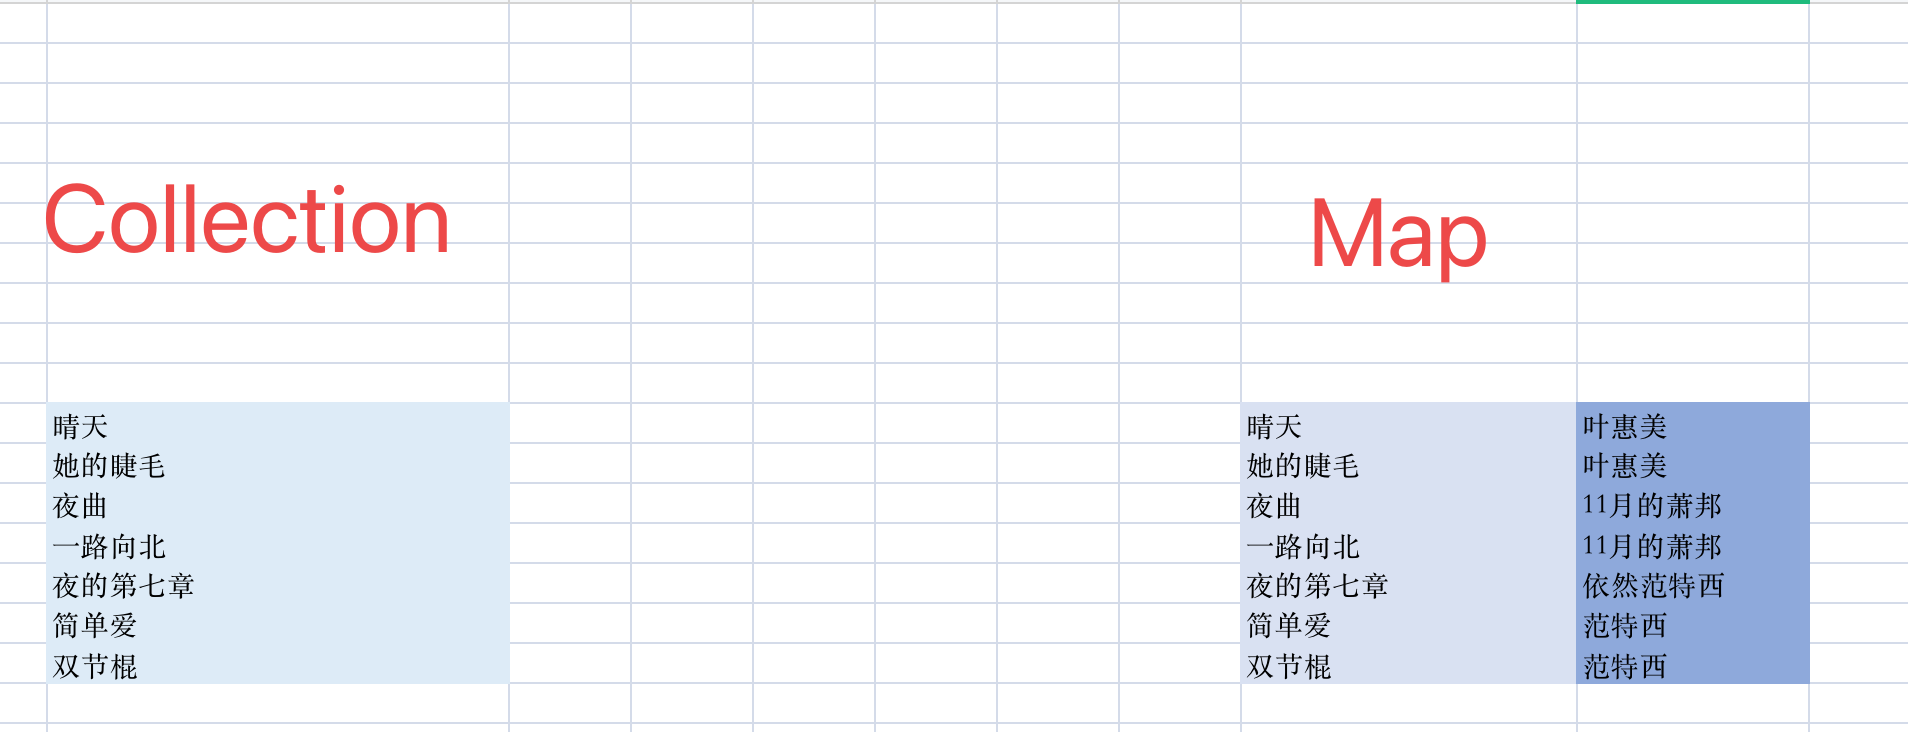 Collection
Map
晴天
她的睫毛
夜曲
一路向北
夜的第七章
简单爱
双节棍
晴天 叶惠美
她的睫毛 叶惠美
夜曲 11月的萧邦
一路向北 11月的萧邦
夜的第七章 依然范特西
简单爱 范特西
双节棍 范特西